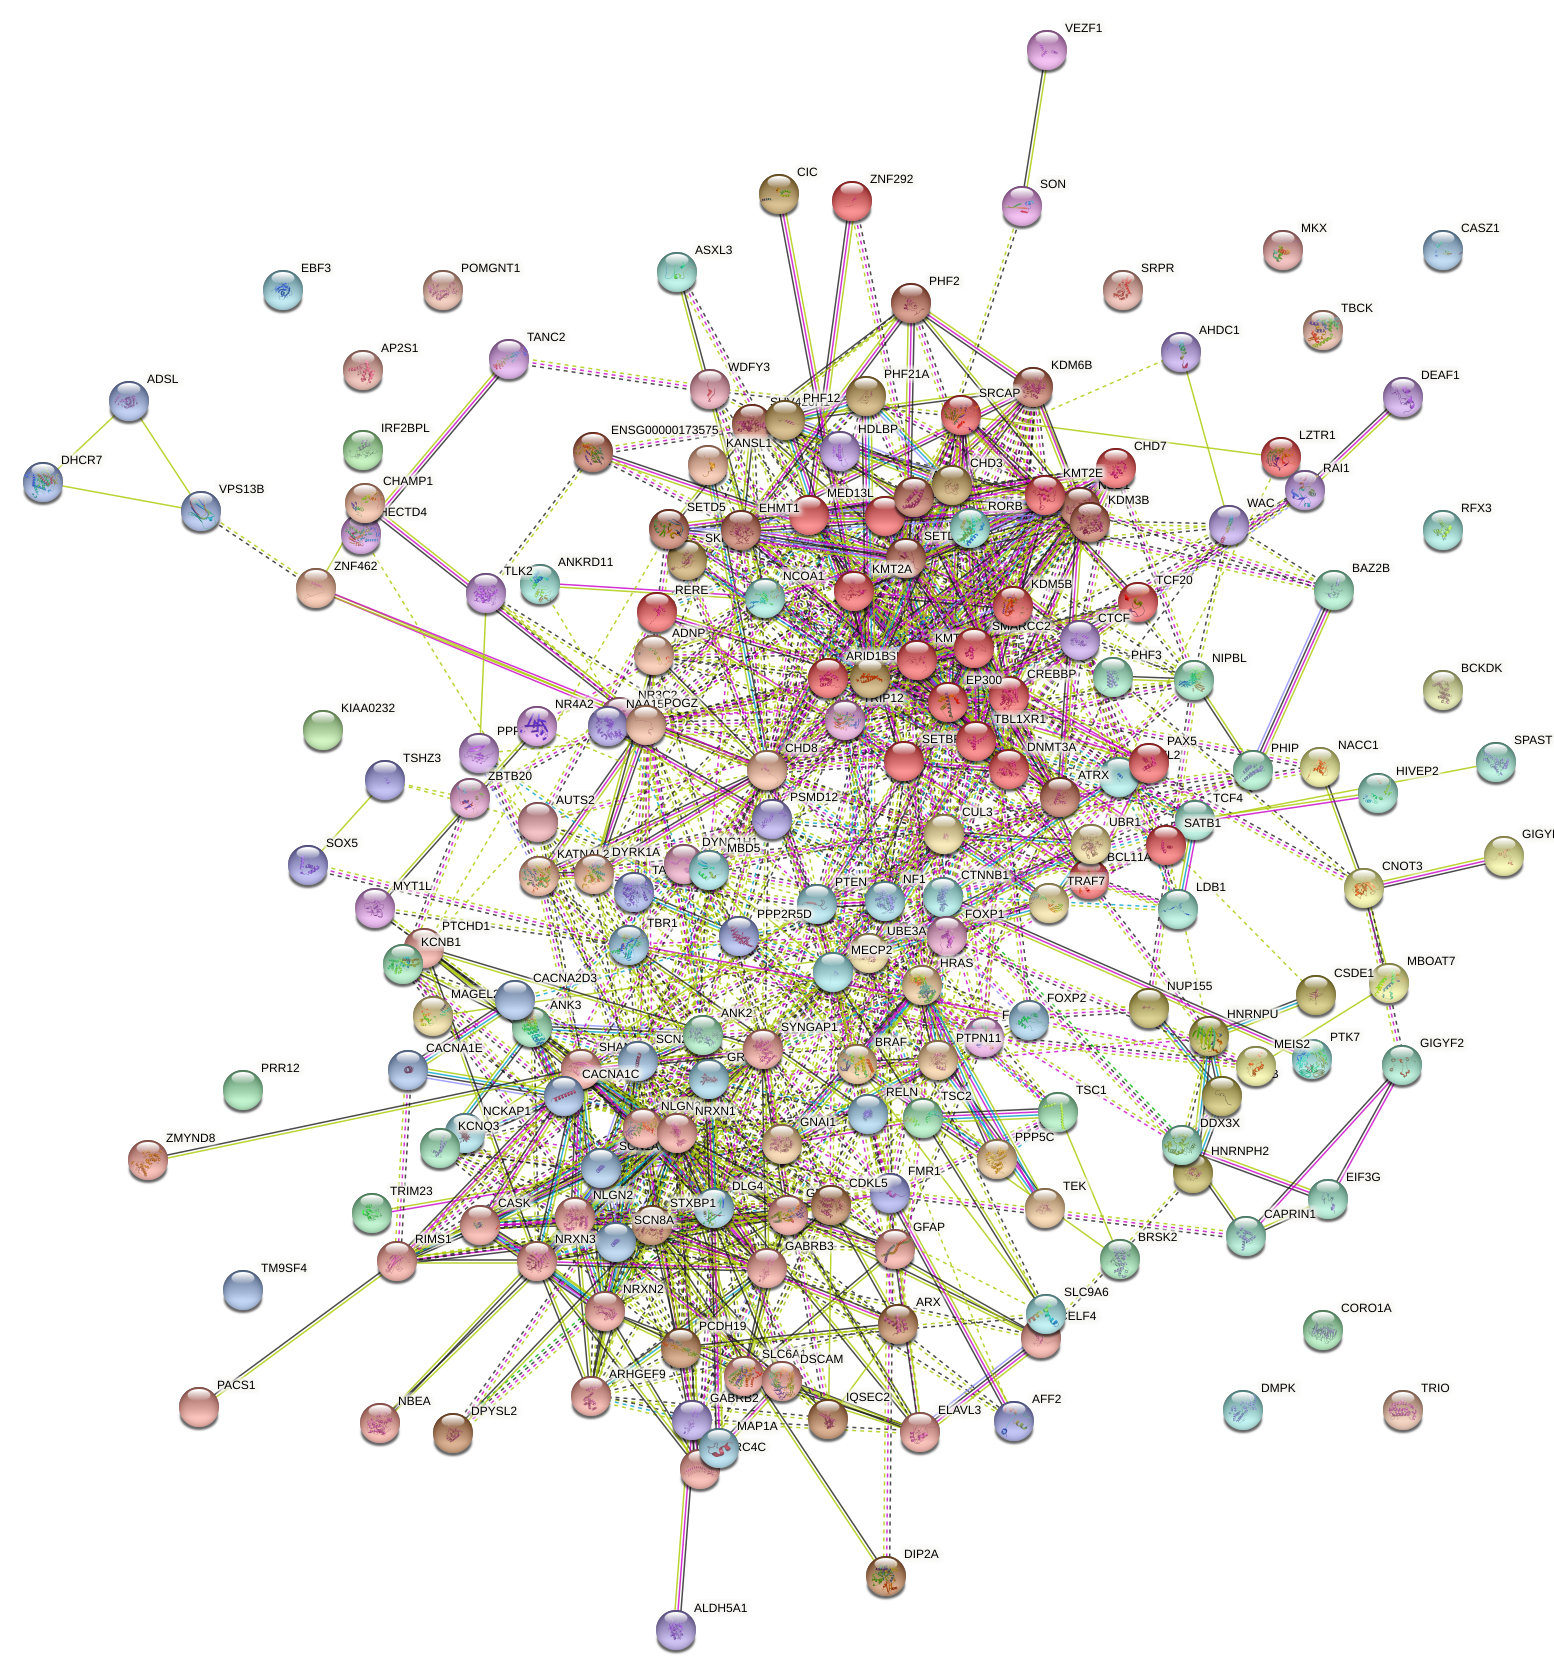 VEZF1
CIC
ZNF292
SON
MKX
CASZ1
ASXL3
EBF3
POMGNT1
PHF2
SRPR
TBCK
AHDC1
TANC2
AP2S1
WDFY3
KDM6B
PHF21A
DEAF1
ADSL
SRCAP
PHF12
IRF2BPL
ENSG00000173575
KANSL1
HDLBP
LZTR1
DHCR7
CHD7
CHD3
KMT2E
RAI1
CHAMP1
VPS13B
MED13L
KDM3B
RORB
WAC
RFX3
HECTD4
SETD5
EHMT1
ZNF462
TLK2
ANKRD11
NCOA1
KMT2A
BAZ2B
RERE
KDM5B
TCF20
CTCF
ADNP
SMARCC2
ARID1B
PHF3
NIPBL
BCKDK
CREBBP
EP300
NR3C2
KIAA0232
NR4A2
NAA15
POGZ
TRIP12
TBL1XR1
TSHZ3
CHD8
DNMT3A
PAX5
PHIP
NACC1
SPAST
ATRX
HIVEP2
ZBTB20
AUTS2
PSMD12
CUL3
UBR1
TCF4
SATB1
GIGYF1
SOX5
KATNAL2
DYRK1A
MBD5
BCL11A
CNOT3
MYT1L
PTEN
NF1
CTNNB1
TRAF7
LDB1
PTCHD1
TBR1
PPP2R5D
FOXP1
KCNB1
UBE3A
MECP2
HRAS
CACNA2D3
NUP155
CSDE1
MBOAT7
ANK3
ANK2
SYNGAP1
FOXP2
HNRNPU
PTK7
CACNA1E
BRAF
PTPN11
MEIS2
GIGYF2
PRR12
CACNA1C
NCKAP1
NRXN1
RELN
TSC2
TSC1
DDX3X
ZMYND8
KCNQ3
GNAI1
PPP5C
HNRNPH2
TRIM23
CASK
NLGN2
STXBP1
DLG4
CDKL5
FMR1
TEK
EIF3G
CAPRIN1
RIMS1
NRXN3
SCN8A
GABRB3
GFAP
BRSK2
TM9SF4
NRXN2
SLC9A6
CELF4
CORO1A
PCDH19
ARX
PACS1
NBEA
DPYSL2
ARHGEF9
SLC6A1
DSCAM
GABRB2
IQSEC2
ELAVL3
AFF2
DMPK
TRIO
MAP1A
DIP2A
ALDH5A1